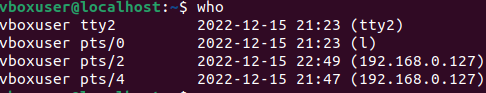 vboxuser@localhost:~$ who
vboxuser tty2         2022-12-15 21:23 (tty2)
vboxuser pts/0        2022-12-15 21:23 (l)
vboxuser pts/2        2022-12-15 22:49 (192.168.0.127)
vboxuser pts/4        2022-12-15 21:47 (192.168.0.127)